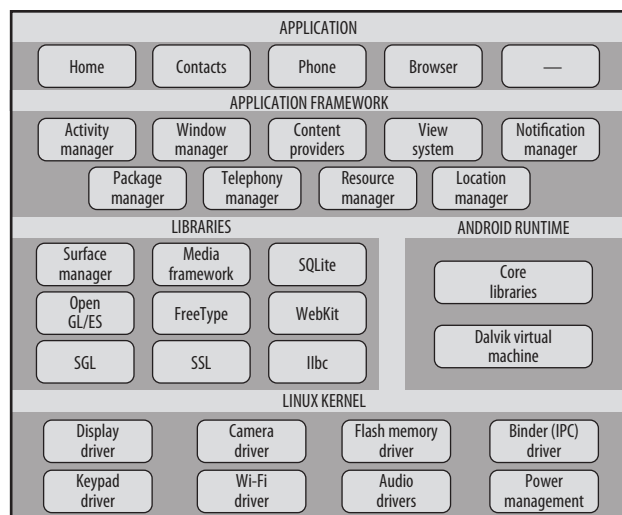 APPLICATION
Home
Contacts
Phone
Browser
—
APPLICATION FRAMEWORK
Activity
manager
Window
manager
Content
providers
View
system
Notification
manager
Package
manager
Telephony
manager
Resource
manager
Location
manager
LIBRARIES
Surface
manager
Media
framework
SQLite
Open
GL/ES
FreeType
WebKit
SGL
SSL
IIbc
ANDROID RUNTIME
Core
libraries
Dalvik virtual
machine
LINUX KERNEL
Display
driver
Camera
driver
Flash memory
driver
Binder (IPC)
driver
Keypad
driver
Wi-Fi
driver
Audio
drivers
Power
management